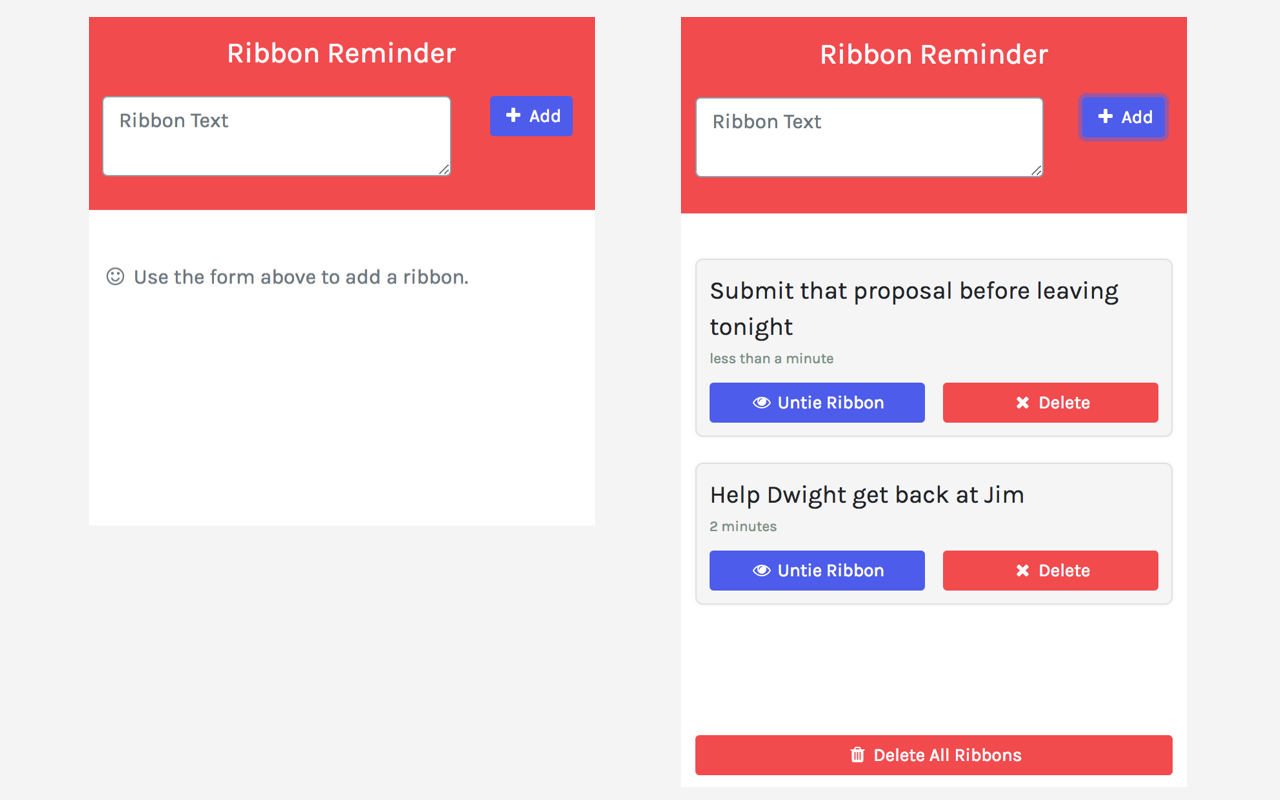 Ribbon Reminder
Ribbon Text
Add
Use the form above to add a ribbon.
Ribbon Reminder
Ribbon Text
Add
Submit that proposal before leaving
tonight
less than a minute
Untie Ribbon
Delete
Help Dwight get back at Jim
2 minutes
Untie Ribbon
Delete
Delete All Ribbons